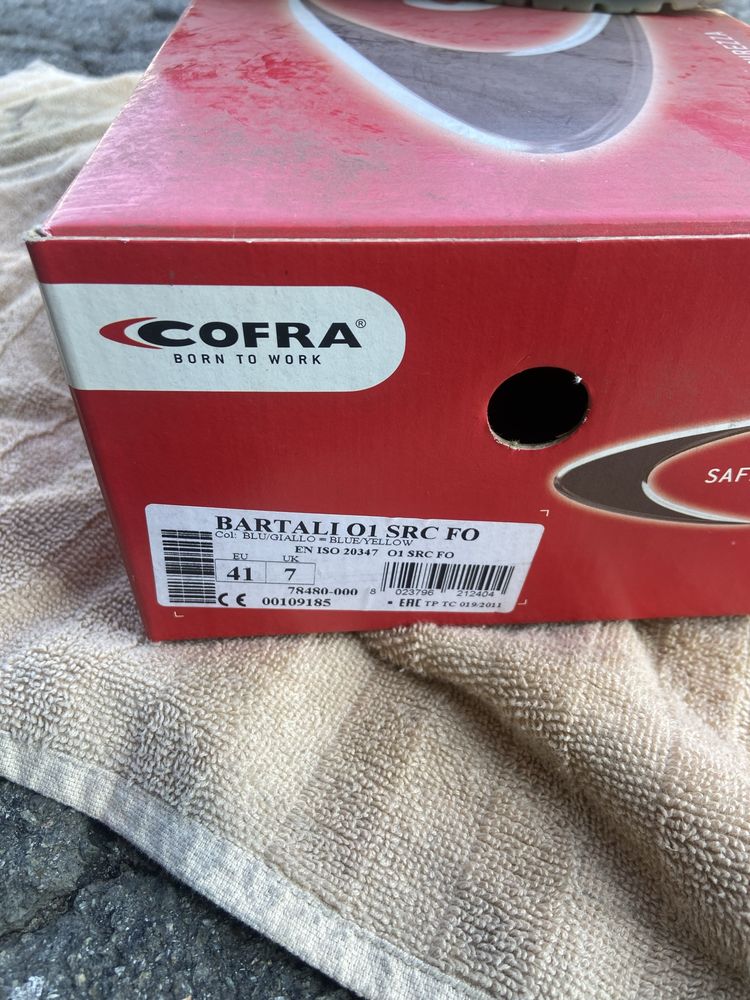 COFRA®
BORN TO WORK
SAF
BARTALI O1 SRC FO
Col: BLU/GIALLO = BLUE/YELLOW
EN ISO 20347 O1 SRC FO
EU UK
41 7
78480-000
8 023796 212404
CE 00109185
• EAC TP TC 019/2011